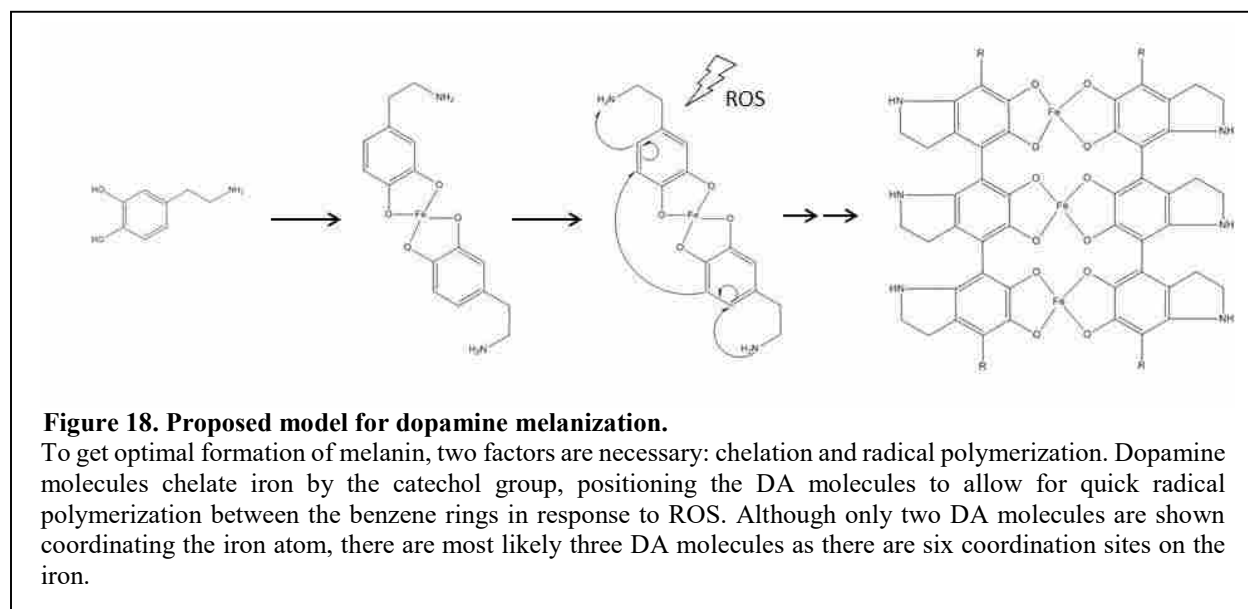 HO
NH₂
HO
NH₂
O
O
Fe
O
O
H₂N
H₂N
ROS
O
O
Fe
O
O
NH₂
R
R
O
O
HN
Fe
O
O
NH
O
O
HN
Fe
O
O
NH
O
O
HN
Fe
O
O
NH
R
R
Figure 18. Proposed model for dopamine melanization.
To get optimal formation of melanin, two factors are necessary: chelation and radical polymerization. Dopamine
molecules chelate iron by the catechol group, positioning the DA molecules to allow for quick radical
polymerization between the benzene rings in response to ROS. Although only two DA molecules are shown
coordinating the iron atom, there are most likely three DA molecules as there are six coordination sites on the
iron.